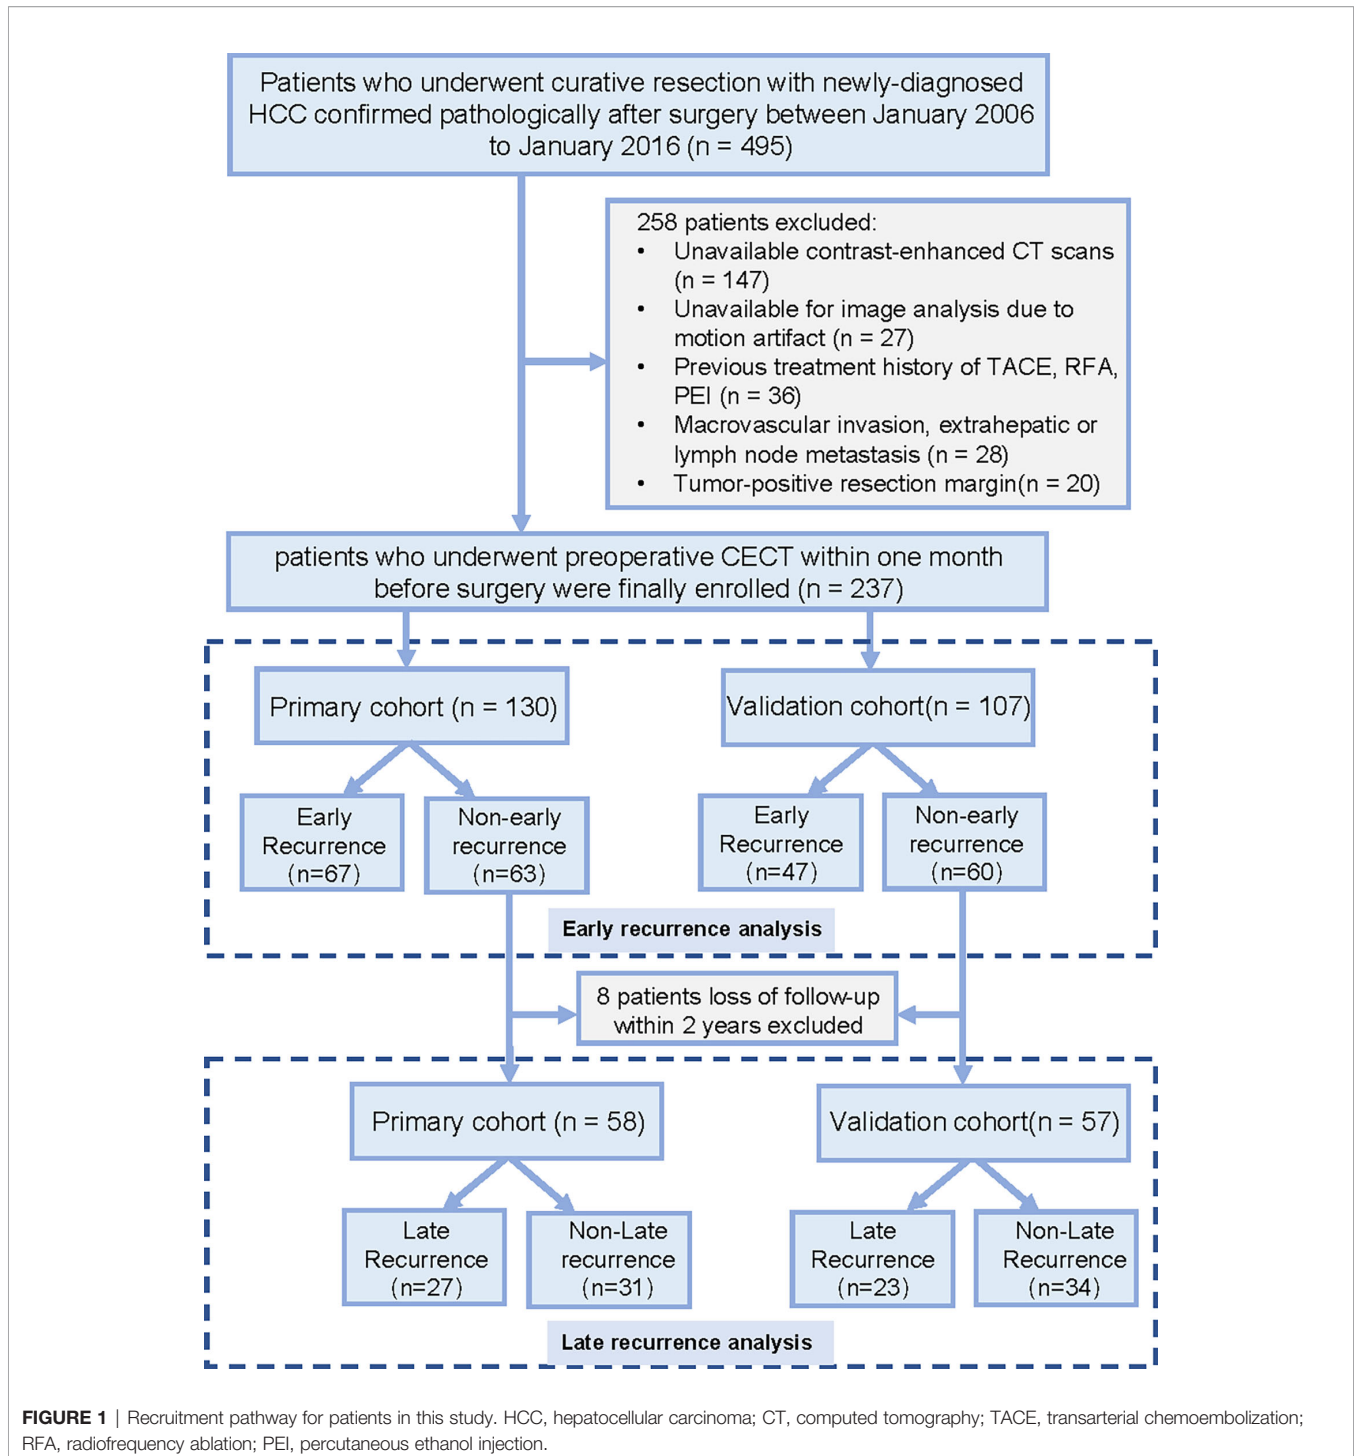 Patients who underwent curative resection with newly-diagnosed
HCC confirmed pathologically after surgery between January 2006
to January 2016 (n = 495)
258 patients excluded:
• Unavailable contrast-enhanced CT scans
(n = 147)
• Unavailable for image analysis due to
motion artifact (n = 27)
• Previous treatment history of TACE, RFA,
PEI (n = 36)
• Macrovascular invasion, extrahepatic or
lymph node metastasis (n = 28)
• Tumor-positive resection margin(n = 20)
patients who underwent preoperative CECT within one month
before surgery were finally enrolled (n = 237)
Primary cohort (n = 130)
Validation cohort(n = 107)
Early
Recurrence
(n=67)
Non-early
recurrence
(n=63)
Early
Recurrence
(n=47)
Non-early
recurrence
(n=60)
Early recurrence analysis
8 patients loss of follow-up
within 2 years excluded
Primary cohort (n = 58)
Validation cohort(n = 57)
Late
Recurrence
(n=27)
Non-Late
recurrence
(n=31)
Late
Recurrence
(n=23)
Non-Late
Recurrence
(n=34)
Late recurrence analysis
FIGURE 1 | Recruitment pathway for patients in this study. HCC, hepatocellular carcinoma; CT, computed tomography; TACE, transarterial chemoembolization;
RFA, radiofrequency ablation; PEI, percutaneous ethanol injection.